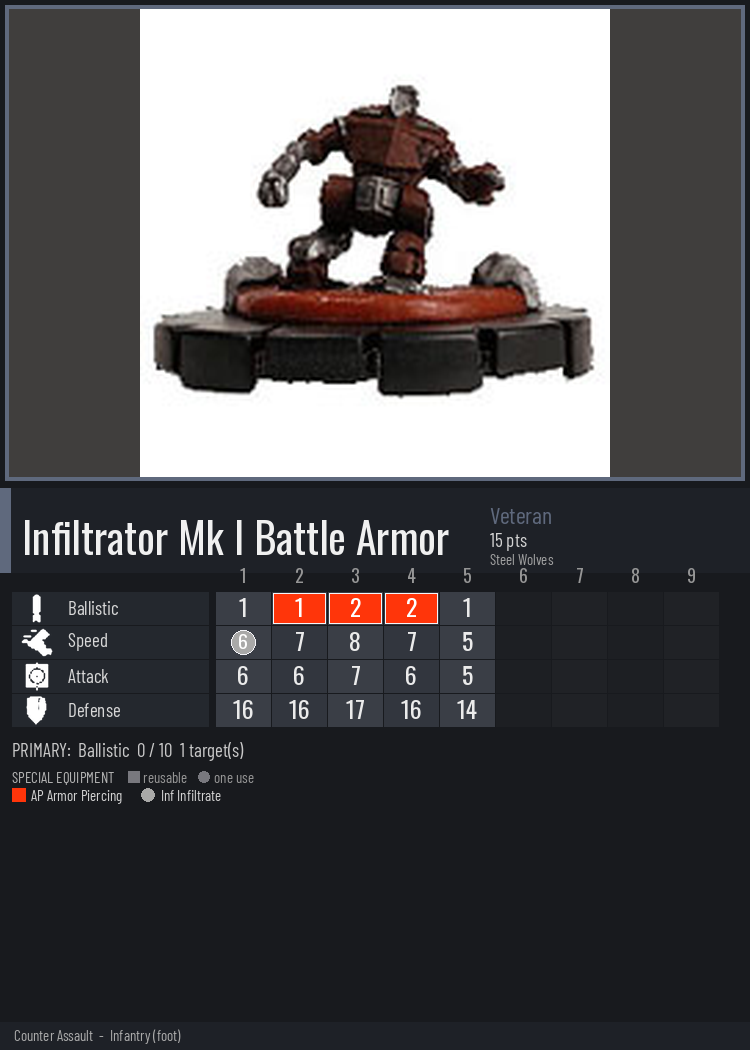 Infiltrator Mk I Battle Armor
Veteran
15 pts
Steel Wolves
1 2 3 4 5 6 7 8 9
Ballistic 1 1 2 2 1
Speed 6 7 8 7 5
Attack 6 6 7 6 5
Defense 16 16 17 16 14
PRIMARY: Ballistic 0 / 10 1 target(s)
SPECIAL EQUIPMENT reusable one use
AP Armor Piercing Inf Infiltrate
Counter Assault - Infantry (foot)